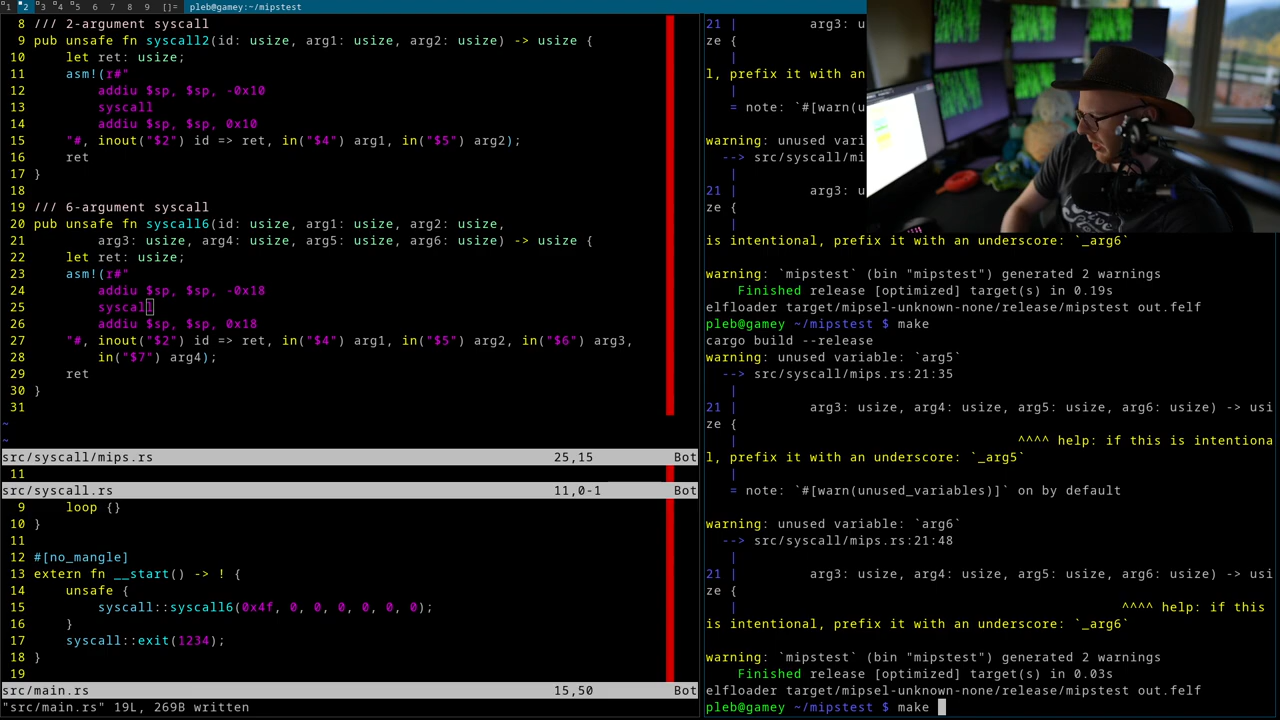 1 2 3 4 5 6 7 8 9 []= pleb@gamey:~/mipstest
8 /// 2-argument syscall
9 pub unsafe fn syscall2(id: usize, arg1: usize, arg2: usize) -> usize {
10     let ret: usize;
11     asm!(r#"
12         addiu $sp, $sp, -0x10
13         syscall
14         addiu $sp, $sp, 0x10
15     "#, inout("$2") id => ret, in("$4") arg1, in("$5") arg2);
16     ret
17 }
18
19 /// 6-argument syscall
20 pub unsafe fn syscall6(id: usize, arg1: usize, arg2: usize,
21         arg3: usize, arg4: usize, arg5: usize, arg6: usize) -> usize {
22     let ret: usize;
23     asm!(r#"
24         addiu $sp, $sp, -0x18
25         syscall
26         addiu $sp, $sp, 0x18
27     "#, inout("$2") id => ret, in("$4") arg1, in("$5") arg2, in("$6") arg3,
28         in("$7") arg4);
29     ret
30 }
31
~
~
src/syscall/mips.rs 25,15 Bot
11
src/syscall.rs 11,0-1 Bot
9     loop {}
10 }
11
12 #[no_mangle]
13 extern fn __start() -> ! {
14     unsafe {
15         syscall::syscall6(0x4f, 0, 0, 0, 0, 0, 0);
16     }
17     syscall::exit(1234);
18 }
19
src/main.rs 15,50 Bot
"src/main.rs" 19L, 269B written
21 |         arg3: u
ze {
   |
l, prefix it with an
   = note: `#[warn(u
warning: unused varia
  --> src/syscall/mi
   |
21 |         arg3: u
ze {
   |
is intentional, prefix it with an underscore: `_arg6`
warning: `mipstest` (bin "mipstest") generated 2 warnings
    Finished release [optimized] target(s) in 0.19s
elfloader target/mipsel-unknown-none/release/mipstest out.felf
pleb@gamey ~/mipstest $ make
cargo build --release
warning: unused variable: `arg5`
  --> src/syscall/mips.rs:21:35
   |
21 |         arg3: usize, arg4: usize, arg5: usize, arg6: usize) -> usi
ze {
   |                                   ^^^^ help: if this is intentiona
l, prefix it with an underscore: `_arg5`
   |
   = note: `#[warn(unused_variables)]` on by default
warning: unused variable: `arg6`
  --> src/syscall/mips.rs:21:48
   |
21 |         arg3: usize, arg4: usize, arg5: usize, arg6: usize) -> usi
ze {
   |                                                ^^^^ help: if this
is intentional, prefix it with an underscore: `_arg6`
warning: `mipstest` (bin "mipstest") generated 2 warnings
    Finished release [optimized] target(s) in 0.03s
elfloader target/mipsel-unknown-none/release/mipstest out.felf
pleb@gamey ~/mipstest $ make